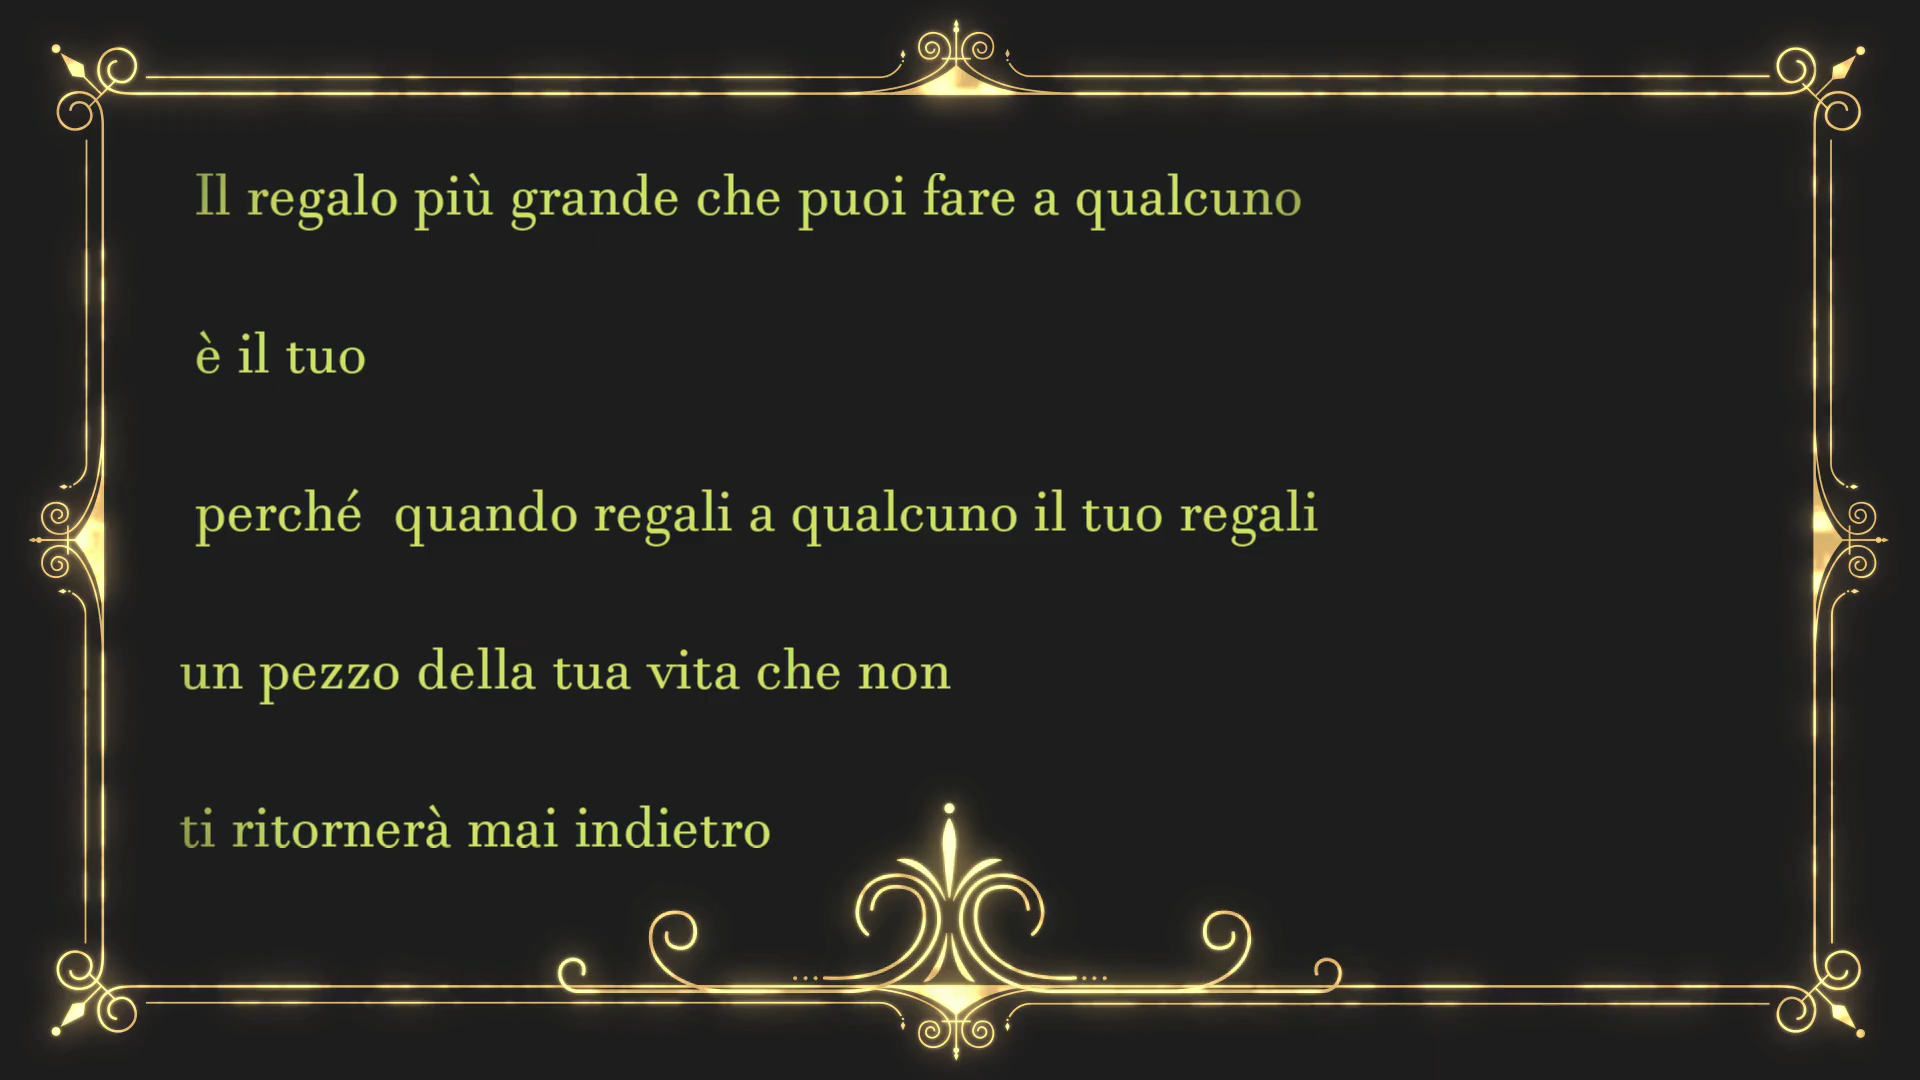 Il regalo più grande che puoi fare a qualcuno
è il tuo
perché  quando regali a qualcuno il tuo regali
un pezzo della tua vita che non
ti ritornerà mai indietro